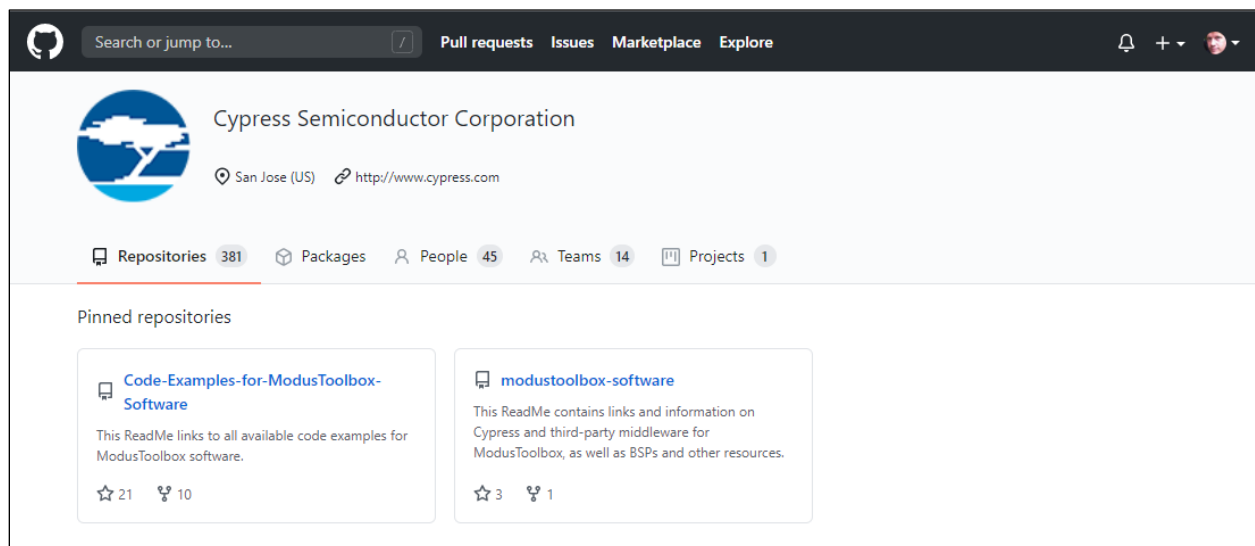 Search or jump to... / Pull requests Issues Marketplace Explore
Cypress Semiconductor Corporation
San Jose (US) http://www.cypress.com
Repositories 381 Packages People 45 Teams 14 Projects 1
Pinned repositories
Code-Examples-for-ModusToolbox-
Software
This ReadMe links to all available code examples for
ModusToolbox software.
21 10
modustoolbox-software
This ReadMe contains links and information on
Cypress and third-party middleware for
ModusToolbox, as well as BSPs and other resources.
3 1